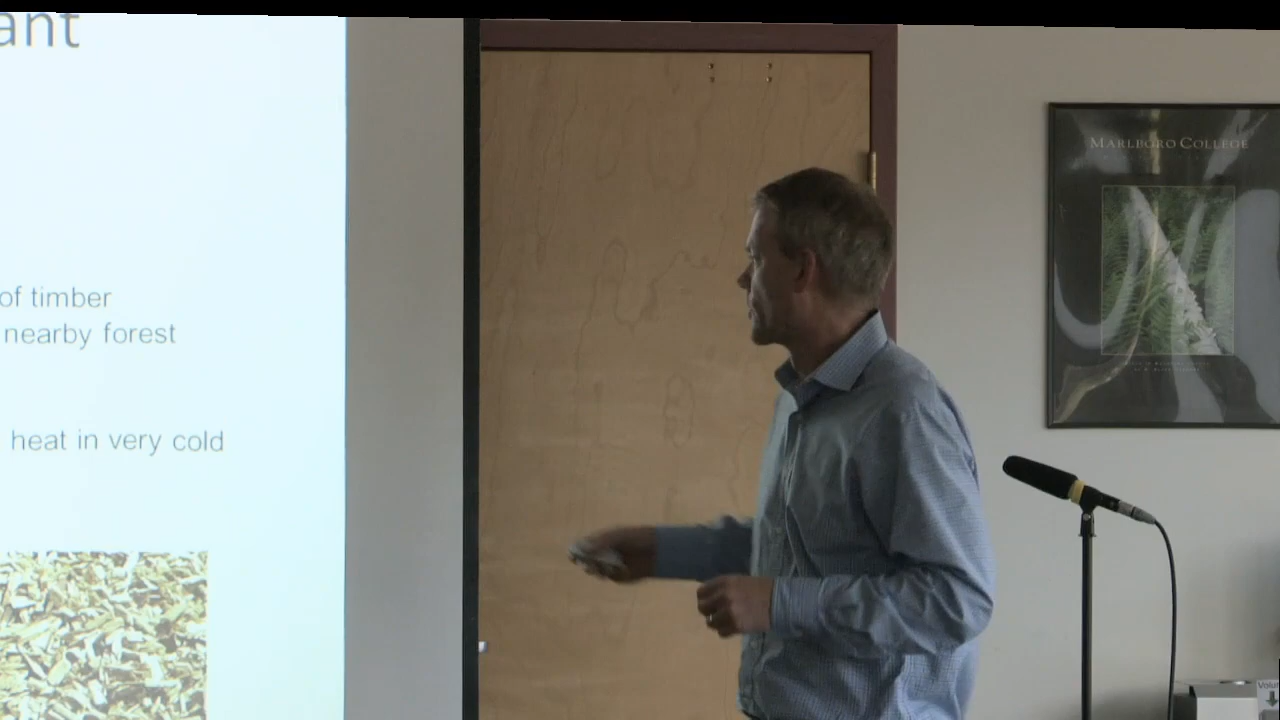 ant
of timber
nearby forest
heat in very cold
MARLBORO COLLEGE